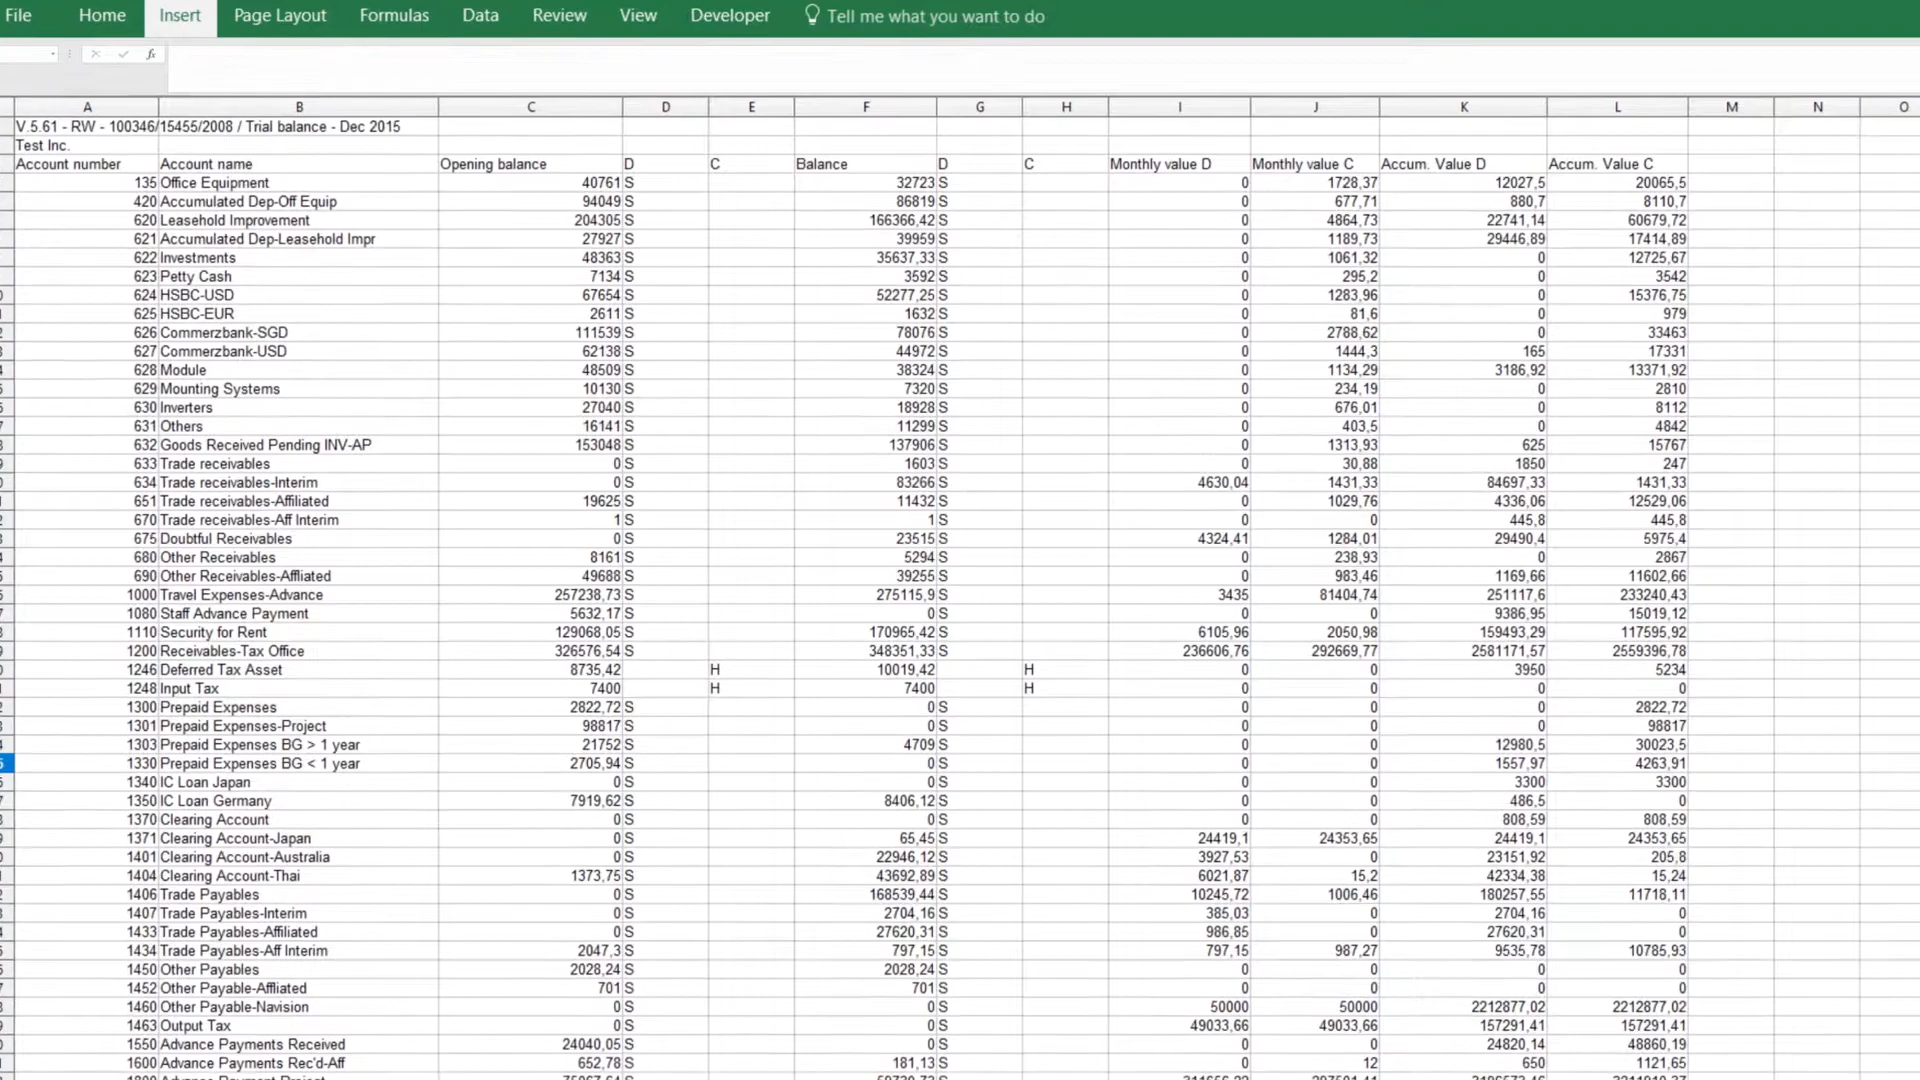 File Home Insert Page Layout Formulas Data Review View Developer Tell me what you want to do
fx
A B C D E F G H I J K L M N O
V.5.61 - RW - 100346/15455/2008 / Trial balance - Dec 2015
Test Inc.
Account number Account name Opening balance D C Balance D C Monthly value D Monthly value C Accum. Value D Accum. Value C
135 Office Equipment 40761 S 32723 S 0 1728,37 12027,5 20065,5
420 Accumulated Dep-Off Equip 94049 S 86819 S 0 677,71 880,7 8110,7
620 Leasehold Improvement 204305 S 166366,42 S 0 4864,73 22741,14 60679,72
621 Accumulated Dep-Leasehold Impr 27927 S 39959 S 0 1189,73 29446,89 17414,89
622 Investments 48363 S 35637,33 S 0 1061,32 0 12725,67
623 Petty Cash 7134 S 3592 S 0 295,2 0 3542
624 HSBC-USD 67654 S 52277,25 S 0 1283,96 0 15376,75
625 HSBC-EUR 2611 S 1632 S 0 81,6 0 979
626 Commerzbank-SGD 111539 S 78076 S 0 2788,62 0 33463
627 Commerzbank-USD 62138 S 44972 S 0 1444,3 165 17331
628 Module 48509 S 38324 S 0 1134,29 3186,92 13371,92
629 Mounting Systems 10130 S 7320 S 0 234,19 0 2810
630 Inverters 27040 S 18928 S 0 676,01 0 8112
631 Others 16141 S 11299 S 0 403,5 0 4842
632 Goods Received Pending INV-AP 153048 S 137906 S 0 1313,93 625 15767
633 Trade receivables 0 S 1603 S 0 30,88 1850 247
634 Trade receivables-Interim 0 S 83266 S 4630,04 1431,33 84697,33 1431,33
651 Trade receivables-Affiliated 19625 S 11432 S 0 1029,76 4336,06 12529,06
670 Trade receivables-Aff Interim 1 S 1 S 0 0 445,8 445,8
675 Doubtful Receivables 0 S 23515 S 4324,41 1284,01 29490,4 5975,4
680 Other Receivables 8161 S 5294 S 0 238,93 0 2867
690 Other Receivables-Affliated 49688 S 39255 S 0 983,46 1169,66 11602,66
1000 Travel Expenses-Advance 257238,73 S 275115,9 S 3435 81404,74 251117,6 233240,43
1080 Staff Advance Payment 5632,17 S 0 S 0 0 9386,95 15019,12
1110 Security for Rent 129068,05 S 170965,42 S 6105,96 2050,98 159493,29 117595,92
1200 Receivables-Tax Office 326576,54 S 348351,33 S 236606,76 292669,77 2581171,57 2559396,78
1246 Deferred Tax Asset 8735,42 H 10019,42 H 0 0 3950 5234
1248 Input Tax 7400 H 7400 H 0 0 0 0
1300 Prepaid Expenses 2822,72 S 0 S 0 0 0 2822,72
1301 Prepaid Expenses-Project 98817 S 0 S 0 0 0 98817
1303 Prepaid Expenses BG > 1 year 21752 S 4709 S 0 0 12980,5 30023,5
1330 Prepaid Expenses BG < 1 year 2705,94 S 0 S 0 0 1557,97 4263,91
1340 IC Loan Japan 0 S 0 S 0 0 3300 3300
1350 IC Loan Germany 7919,62 S 8406,12 S 0 0 486,5 0
1370 Clearing Account 0 S 0 S 0 0 808,59 808,59
1371 Clearing Account-Japan 0 S 65,45 S 24419,1 24353,65 24419,1 24353,65
1401 Clearing Account-Australia 0 S 22946,12 S 3927,53 0 23151,92 205,8
1404 Clearing Account-Thai 1373,75 S 43692,89 S 6021,87 15,2 42334,38 15,24
1406 Trade Payables 0 S 168539,44 S 10245,72 1006,46 180257,55 11718,11
1407 Trade Payables-Interim 0 S 2704,16 S 385,03 0 2704,16 0
1433 Trade Payables-Affiliated 0 S 27620,31 S 986,85 0 27620,31 0
1434 Trade Payables-Aff Interim 2047,3 S 797,15 S 797,15 987,27 9535,78 10785,93
1450 Other Payables 2028,24 S 2028,24 S 0 0 0 0
1452 Other Payable-Affliated 701 S 701 S 0 0 0 0
1460 Other Payable-Navision 0 S 0 S 50000 50000 2212877,02 2212877,02
1463 Output Tax 0 S 0 S 49033,66 49033,66 157291,41 157291,41
1550 Advance Payments Received 24040,05 S 0 S 0 0 24820,14 48860,19
1600 Advance Payments Rec'd-Aff 652,78 S 181,13 S 0 12 650 1121,65